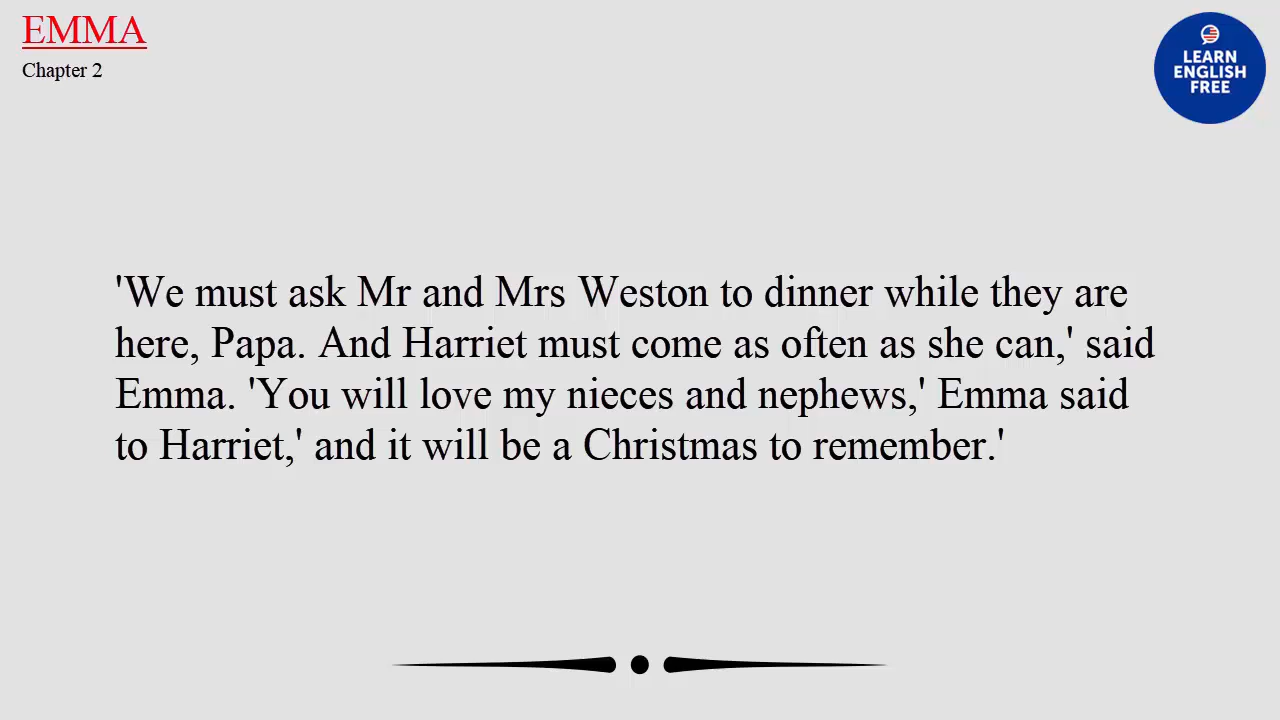 EMMA
Chapter 2
LEARN
ENGLISH
FREE
'We must ask Mr and Mrs Weston to dinner while they are
here, Papa. And Harriet must come as often as she can,' said
Emma. 'You will love my nieces and nephews,' Emma said
to Harriet,' and it will be a Christmas to remember.'